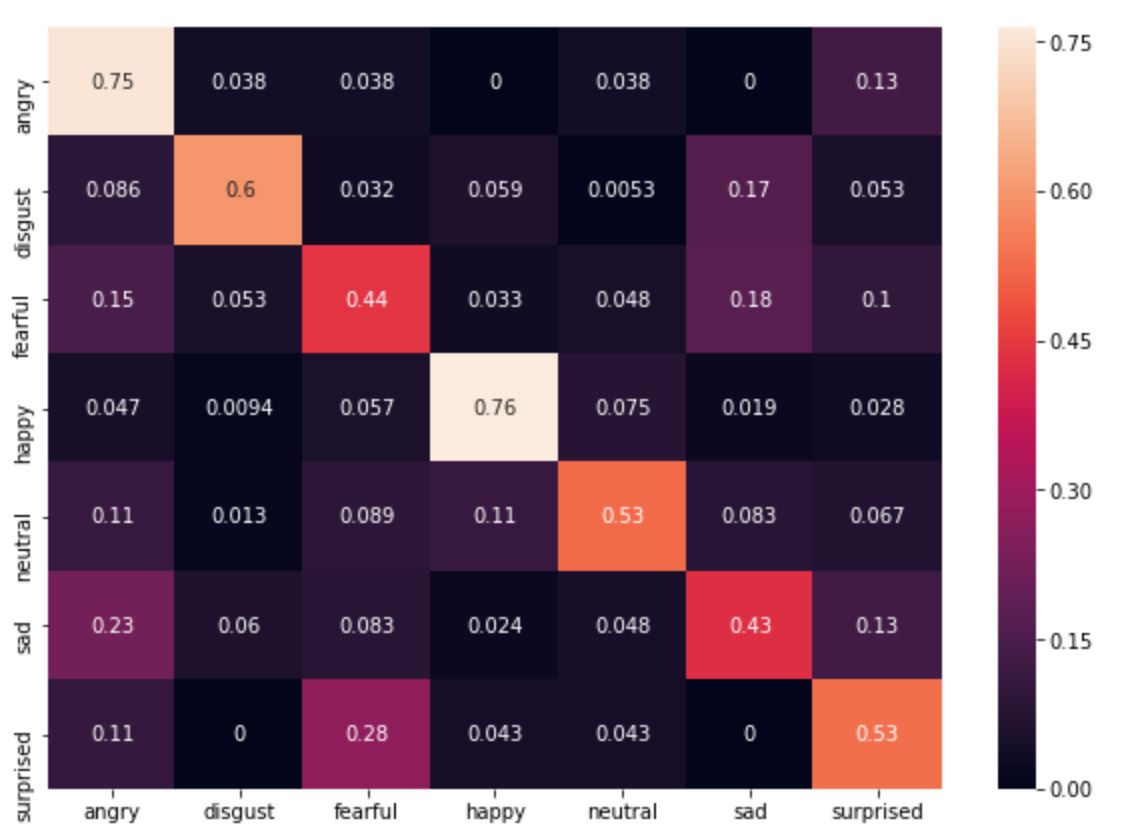 angry 0.75 0.038 0.038 0 0.038 0 0.13
disgust 0.086 0.6 0.032 0.059 0.0053 0.17 0.053
fearful 0.15 0.053 0.44 0.033 0.048 0.18 0.1
happy 0.047 0.0094 0.057 0.76 0.075 0.019 0.028
neutral 0.11 0.013 0.089 0.11 0.53 0.083 0.067
sad 0.23 0.06 0.083 0.024 0.048 0.43 0.13
surprised 0.11 0 0.28 0.043 0.043 0 0.53
angry disgust fearful happy neutral sad surprised
0.75
0.60
0.45
0.30
0.15
0.00